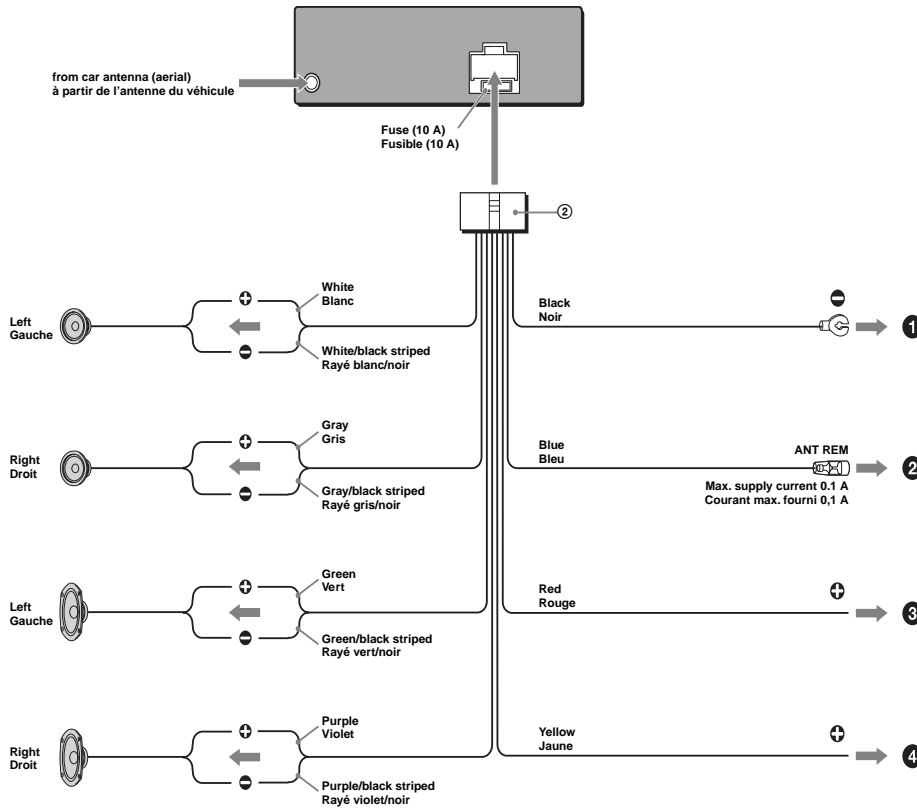 from car antenna (aerial)
à partir de l'antenne du véhicule
Fuse (10 A)
Fusible (10 A)
2
White
Blanc
Left
Gauche
White/black striped
Rayé blanc/noir
Black
Noir
1
Gray
Gris
Right
Droit
Gray/black striped
Rayé gris/noir
Blue
Bleu
ANT REM
Max. supply current 0.1 A
Courant max. fourni 0,1 A
2
Green
Vert
Left
Gauche
Green/black striped
Rayé vert/noir
Red
Rouge
3
Purple
Violet
Right
Droit
Purple/black striped
Rayé violet/noir
Yellow
Jaune
4